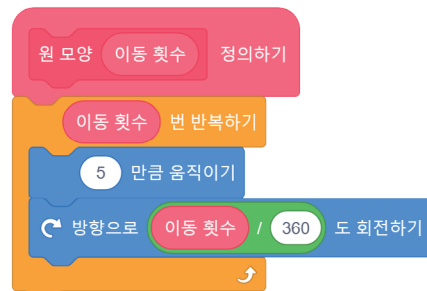 원 모양 이동 횟수 정의하기
이동 횟수 번 반복하기
5 만큼 움직이기
방향으로 이동 횟수 / 360 도 회전하기